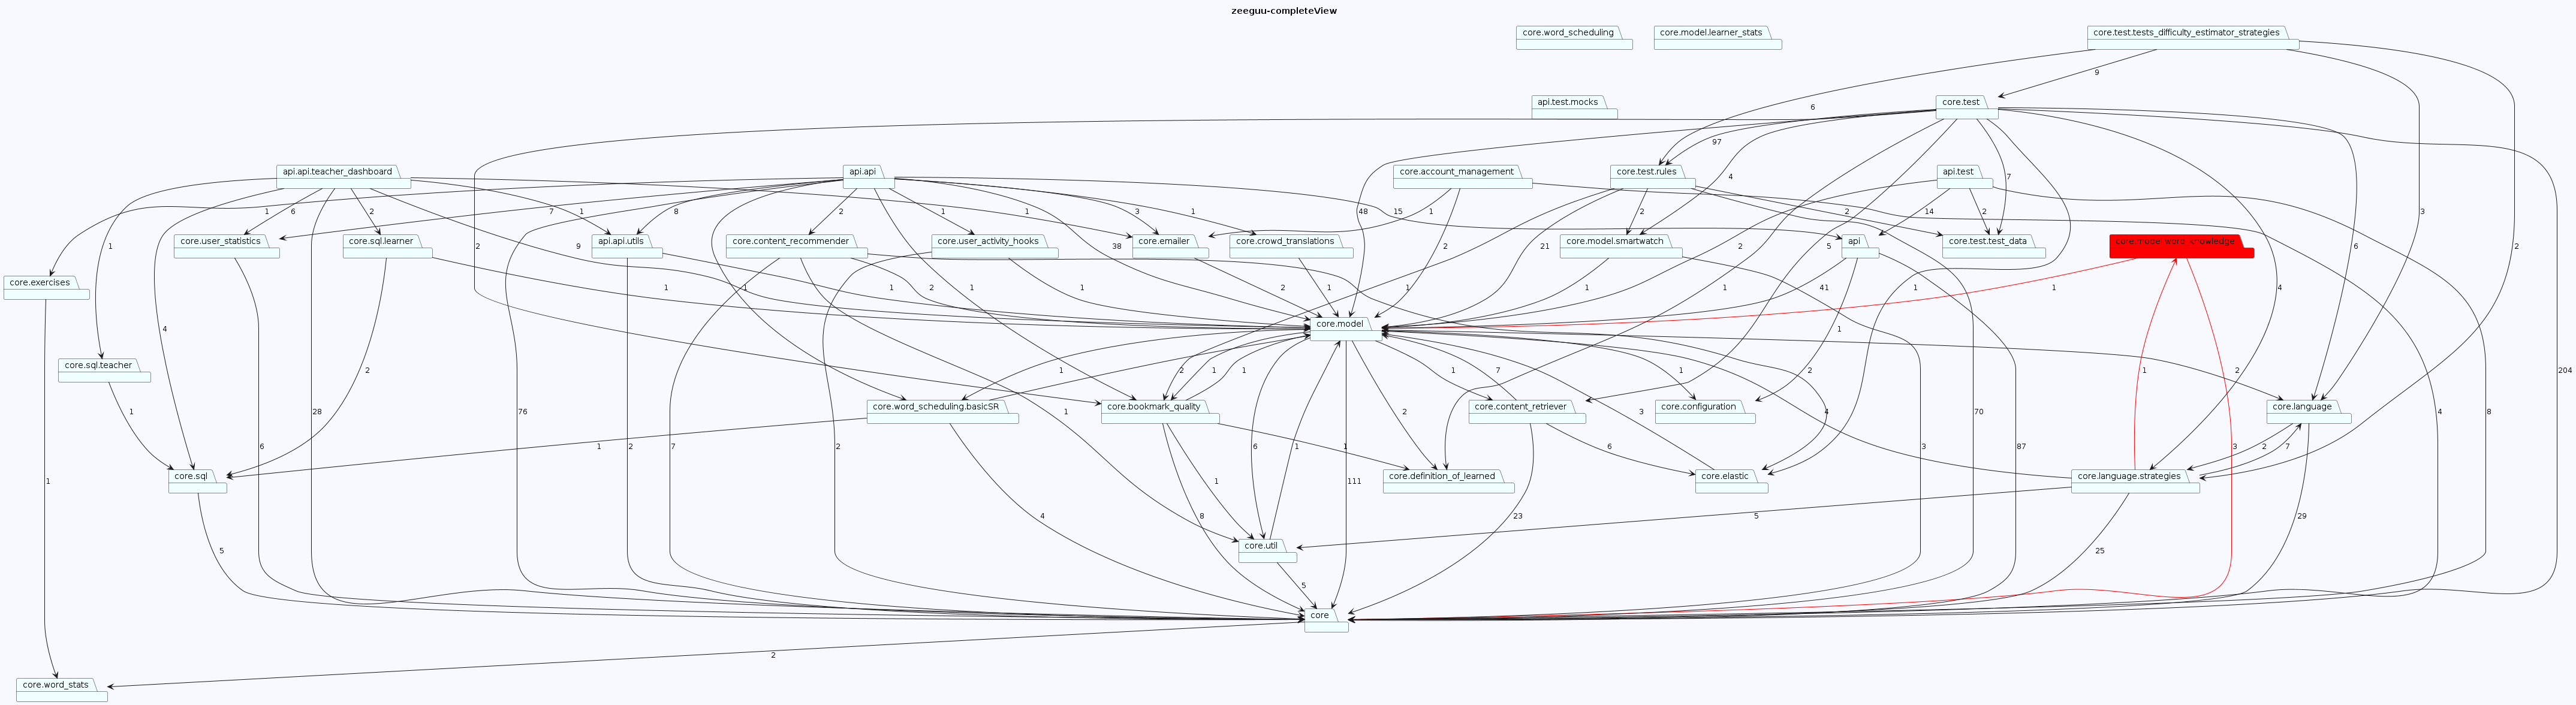 zeeguu-completeView
core.word_scheduling
core.model.learner_stats
core.test.tests_difficulty_estimator_strategies
9
api.test.mocks
core.test
6
97
api.api.teacher_dashboard
api.api
core.account_management
core.test.rules
api.test
4
7
1
6
2
1
7
8
2
1
3
1
1
15
1
48
2
2
14
2
3
6
2
core.user_statistics
core.sql.learner
api.api.utils
core.content_recommender
core.user_activity_hooks
core.emailer
core.crowd_translations
core.model.smartwatch
api
core.test.test_data
core.model.word_knowledge
1
2
9
38
2
21
2
5
core.exercises
1
1
1
2
1
1
2
1
1
1
41
1
1
4
1
core.model
4
1
core.sql.teacher
2
1
2
1
1
1
7
1
2
2
204
core.word_scheduling.basicSR
core.bookmark_quality
core.content_retriever
core.configuration
core.language
1
28
76
2
3
4
70
4
8
1
6
2
7
2
1
6
1
1
6
3
87
3
2
7
core.sql
core.definition_of_learned
core.elastic
core.language.strategies
1
1
111
5
4
8
23
5
29
25
core.util
5
core
2
core.word_stats